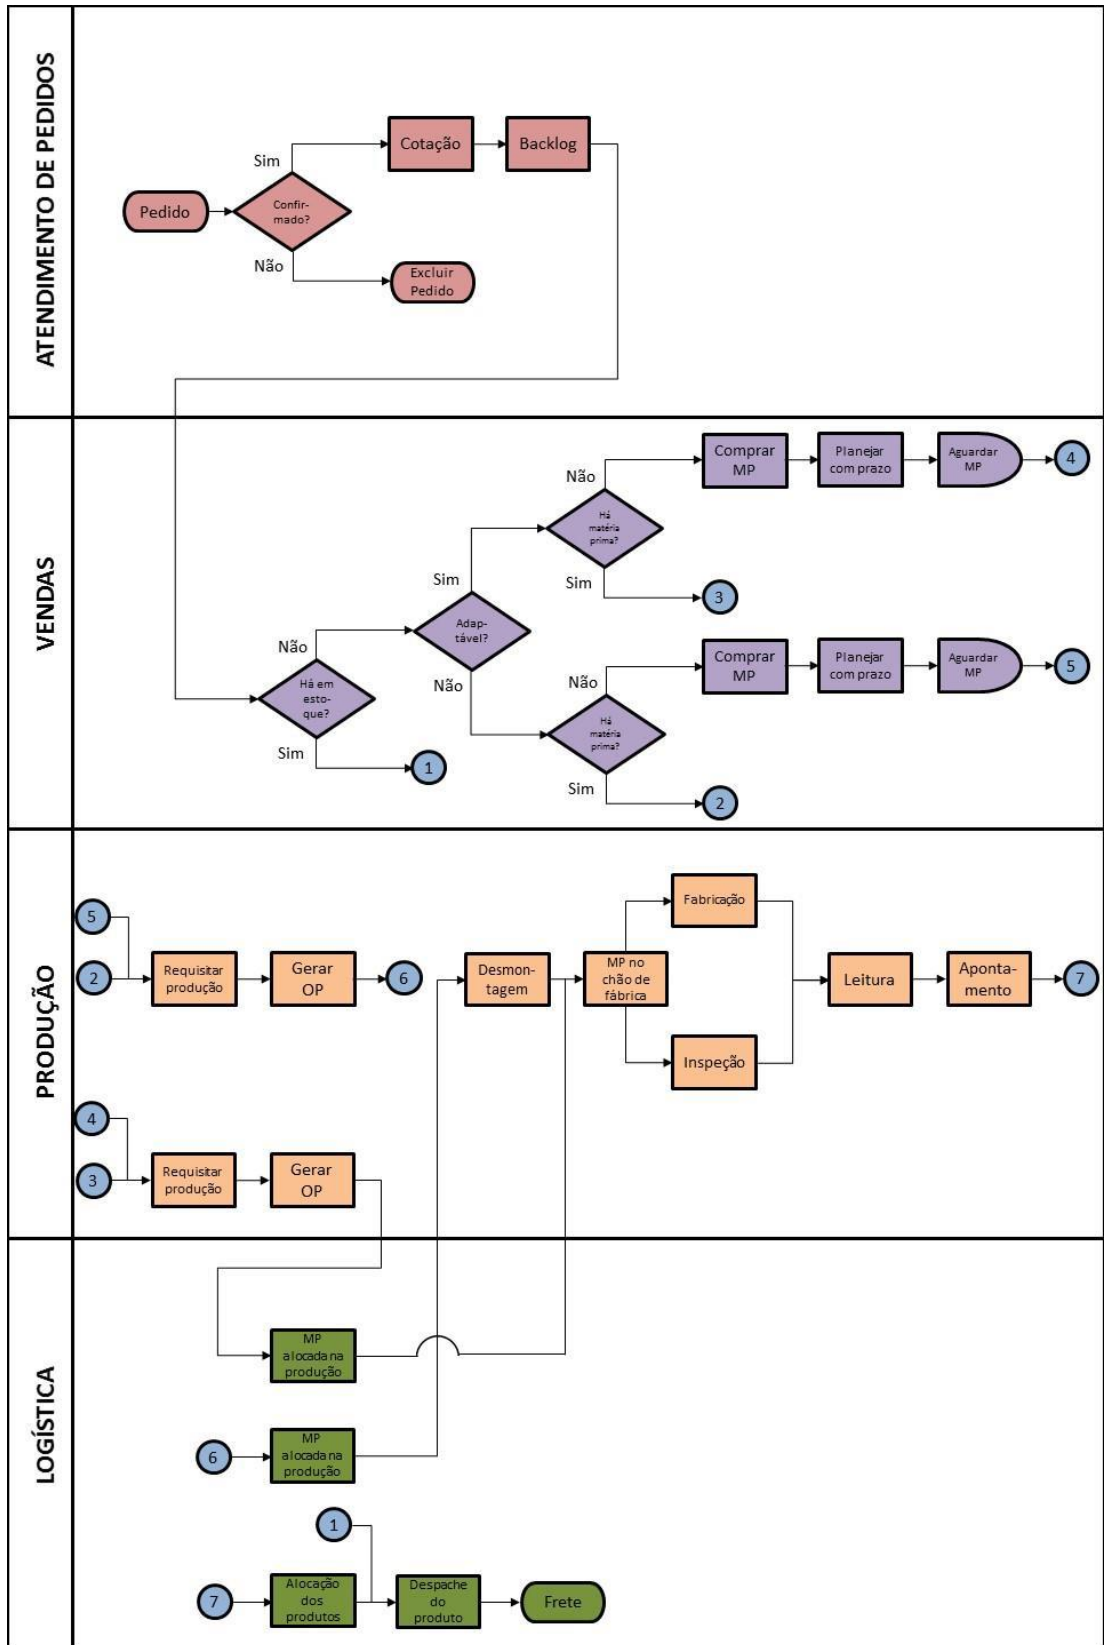 ATENDIMENTO DE PEDIDOS
Pedido
Confir-
mado?
Sim
Não
Cotação
Backlog
Excluir
Pedido
VENDAS
Há em
esto-
que?
Não
Sim
1
Adap-
tável?
Sim
Não
Há
matéria
prima?
Não
Sim
Comprar
MP
Planejar
com prazo
Aguardar
MP
4
3
Há
matéria
prima?
Não
Sim
Comprar
MP
Planejar
com prazo
Aguardar
MP
5
2
PRODUÇÃO
5
2
Requisitar
produção
Gerar
OP
6
Desmon-
tagem
MP no
chão de
fábrica
Fabricação
Inspeção
Leitura
Aponta-
mento
7
4
3
Requisitar
produção
Gerar
OP
LOGÍSTICA
MP
alocada na
produção
6
MP
alocada na
produção
1
7
Alocação
dos
produtos
Despache
do
produto
Frete